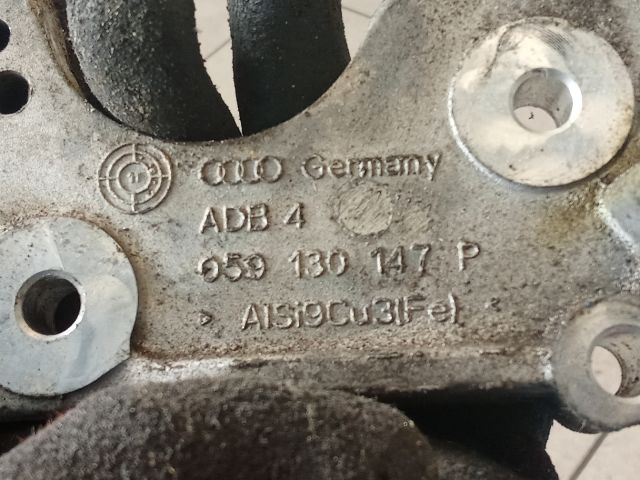 Germany
ADB 4
059 130 147 P
> AlSi9Cu3(Fe)